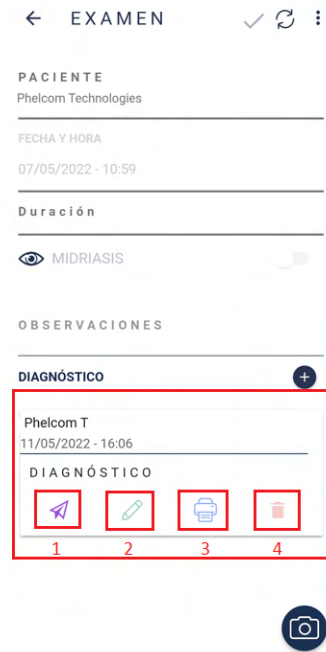 EXAMEN
PACIENTE
Phelcom Technologies
FECHA Y HORA
07/05/2022 - 10:59
Duración
MIDRIASIS
OBSERVACIONES
DIAGNÓSTICO
Phelcom T
11/05/2022 - 16:06
DIAGNÓSTICO
1 2 3 4